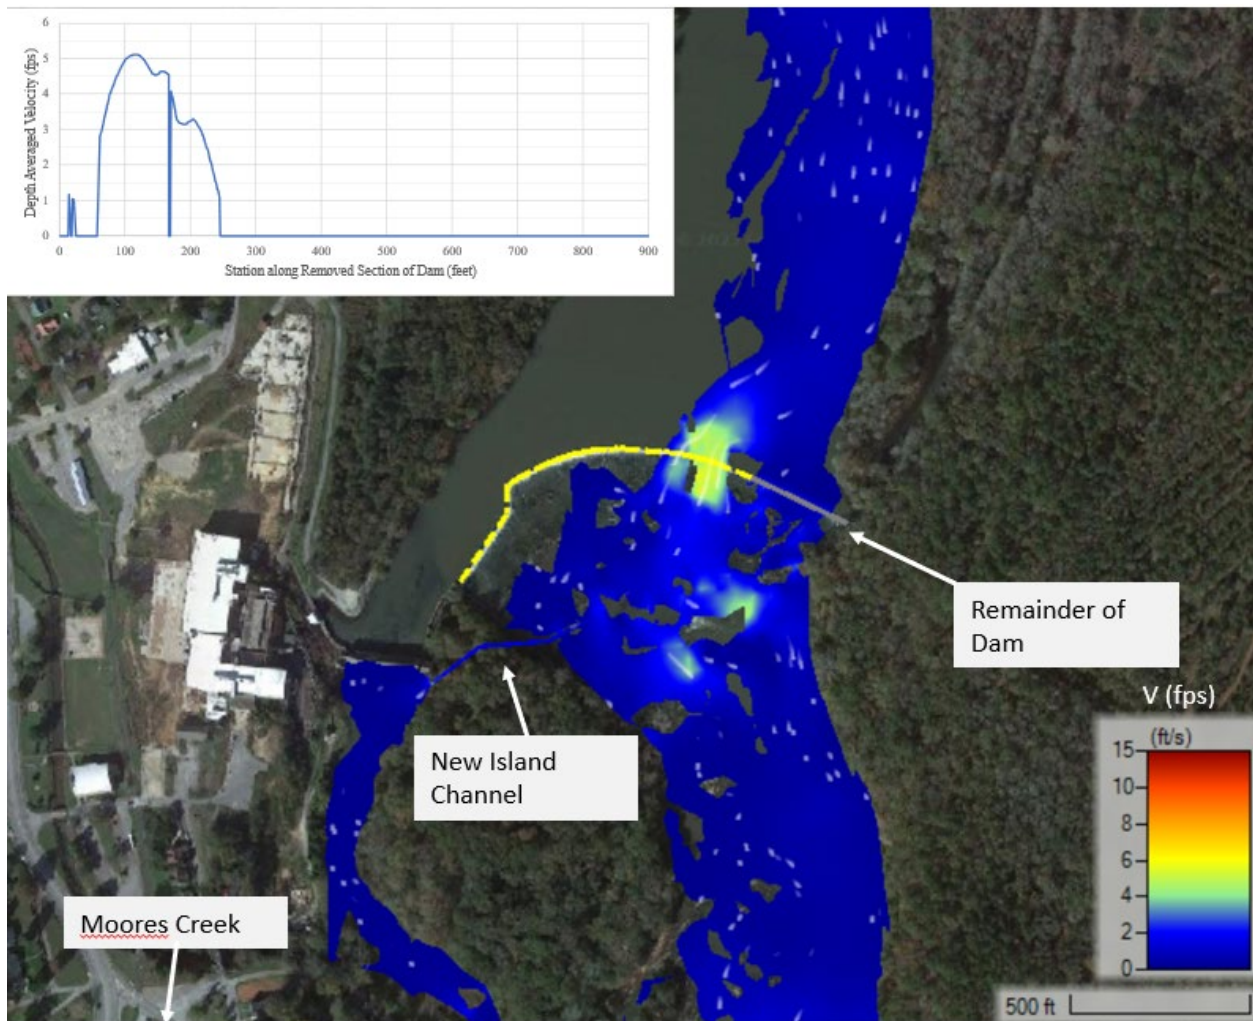 6
5
4
3
2
1
0
Depth Averaged Velocity (fps)
0 100 200 300 400 500 600 700 800 900
Station along Removed Section of Dam (feet)
Remainder of
Dam
New Island
Channel
Moores Creek
V (fps)
(ft/s)
15
10
8
6
4
2
0
500 ft